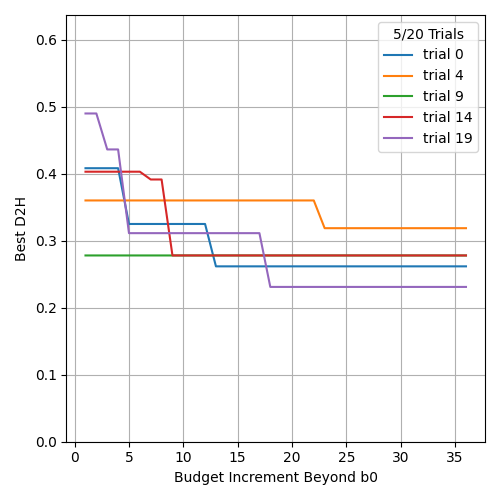 5/20 Trials
trial 0
trial 4
trial 9
trial 14
trial 19
Best D2H
0.6
0.5
0.4
0.3
0.2
0.1
0.0
0 5 10 15 20 25 30 35
Budget Increment Beyond b0